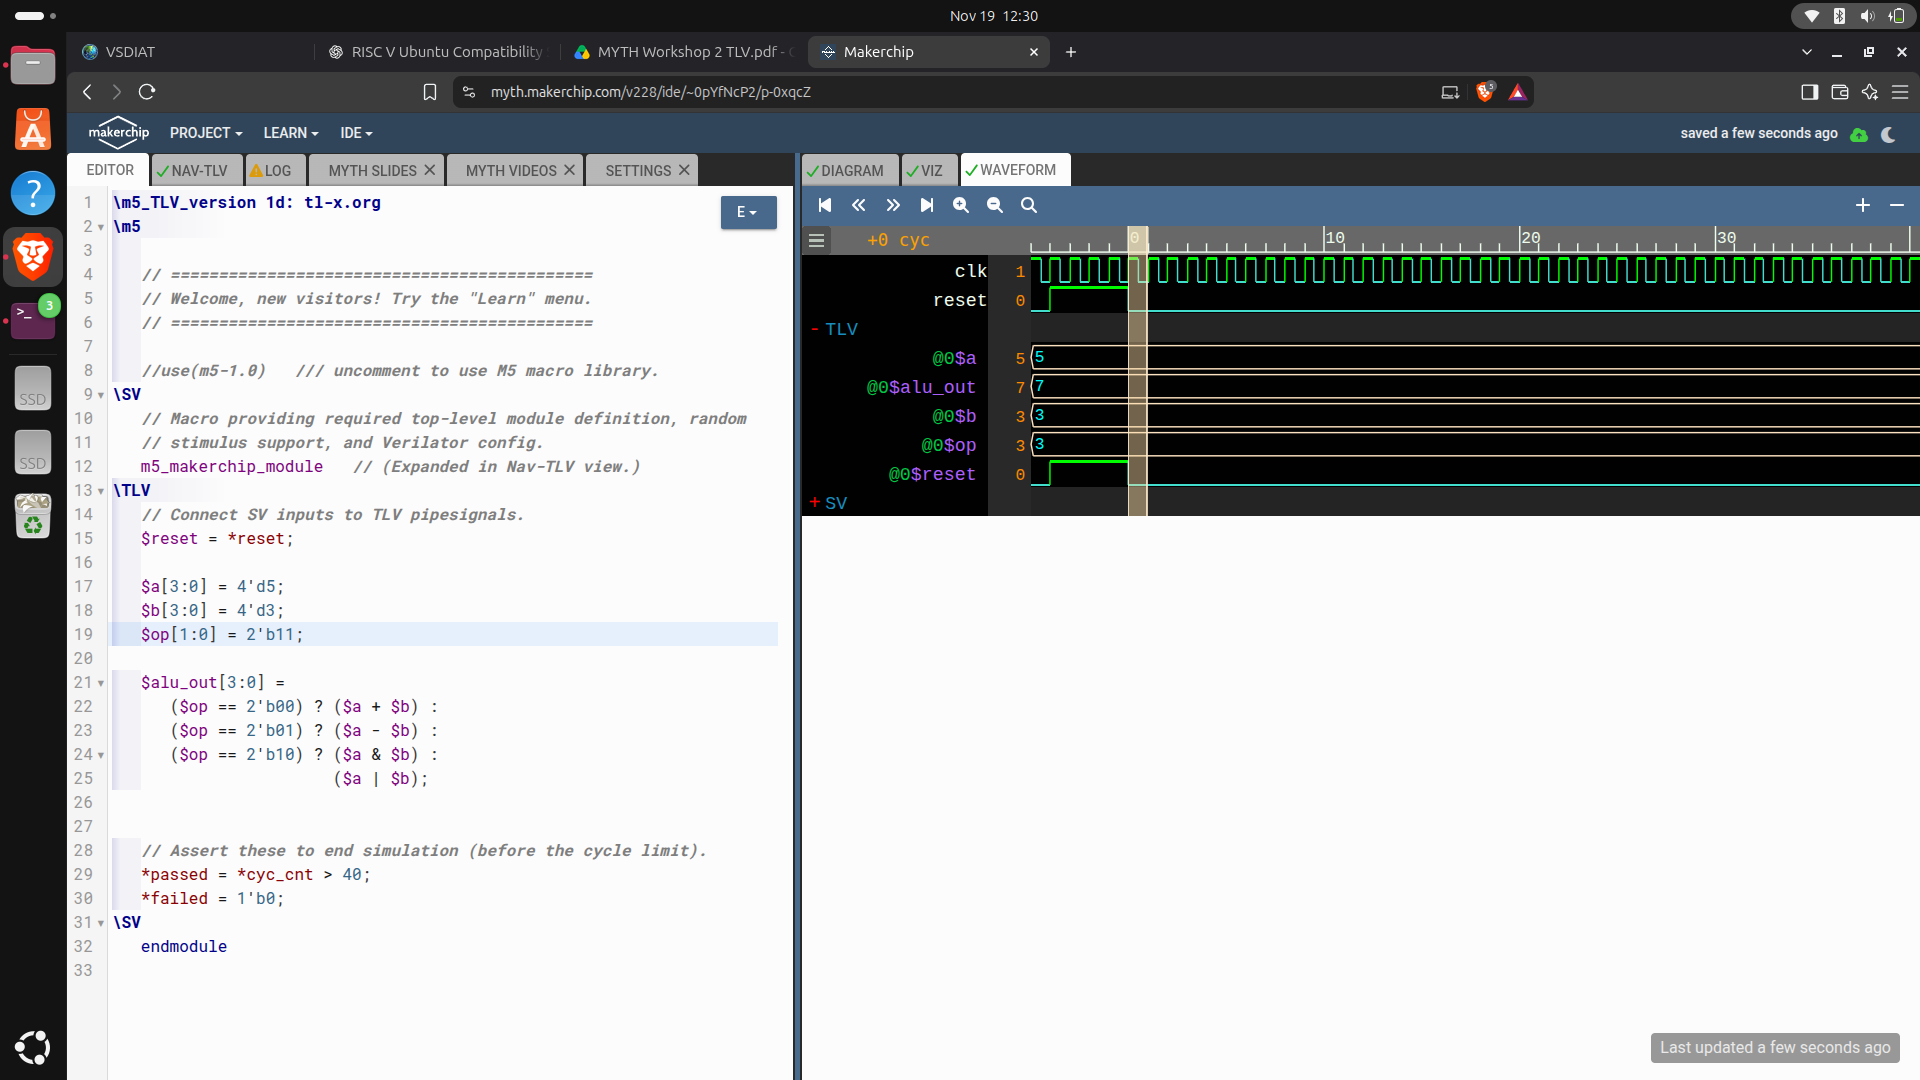 Nov 19 12:30
VSDIAT
RISC V Ubuntu Compatibility
MYTH Workshop 2 TLV.pdf -
Makerchip
myth.makerchip.com/v228/ide/~0pYfNcP2/p-0xqcZ
5
makerchip
PROJECT
LEARN
IDE
saved a few seconds ago
EDITOR
NAV-TLV
LOG
MYTH SLIDES
MYTH VIDEOS
SETTINGS
DIAGRAM
VIZ
WAVEFORM
3
SSD
SSD
E
1 \m5_TLV_version 1d: tl-x.org
2 \m5
3
4 // ============================================
5 // Welcome, new visitors! Try the "Learn" menu.
6 // ============================================
7
8 //use(m5-1.0)   /// uncomment to use M5 macro library.
9 \SV
10 // Macro providing required top-level module definition, random
11 // stimulus support, and Verilator config.
12 m5_makerchip_module   // (Expanded in Nav-TLV view.)
13 \TLV
14 // Connect SV inputs to TLV pipesignals.
15 $reset = *reset;
16
17 $a[3:0] = 4'd5;
18 $b[3:0] = 4'd3;
19 $op[1:0] = 2'b11;
20
21 $alu_out[3:0] =
22 ($op == 2'b00) ? ($a + $b) :
23 ($op == 2'b01) ? ($a - $b) :
24 ($op == 2'b10) ? ($a & $b) :
25 ($a | $b);
26
27
28 // Assert these to end simulation (before the cycle limit).
29 *passed = *cyc_cnt > 40;
30 *failed = 1'b0;
31 \SV
32 endmodule
33
+0 cyc
0 10 20 30
clk 1
reset 0
- TLV
@0$a 5 5
@0$alu_out 7 7
@0$b 3 3
@0$op 3 3
@0$reset 0
+ SV
Last updated a few seconds ago